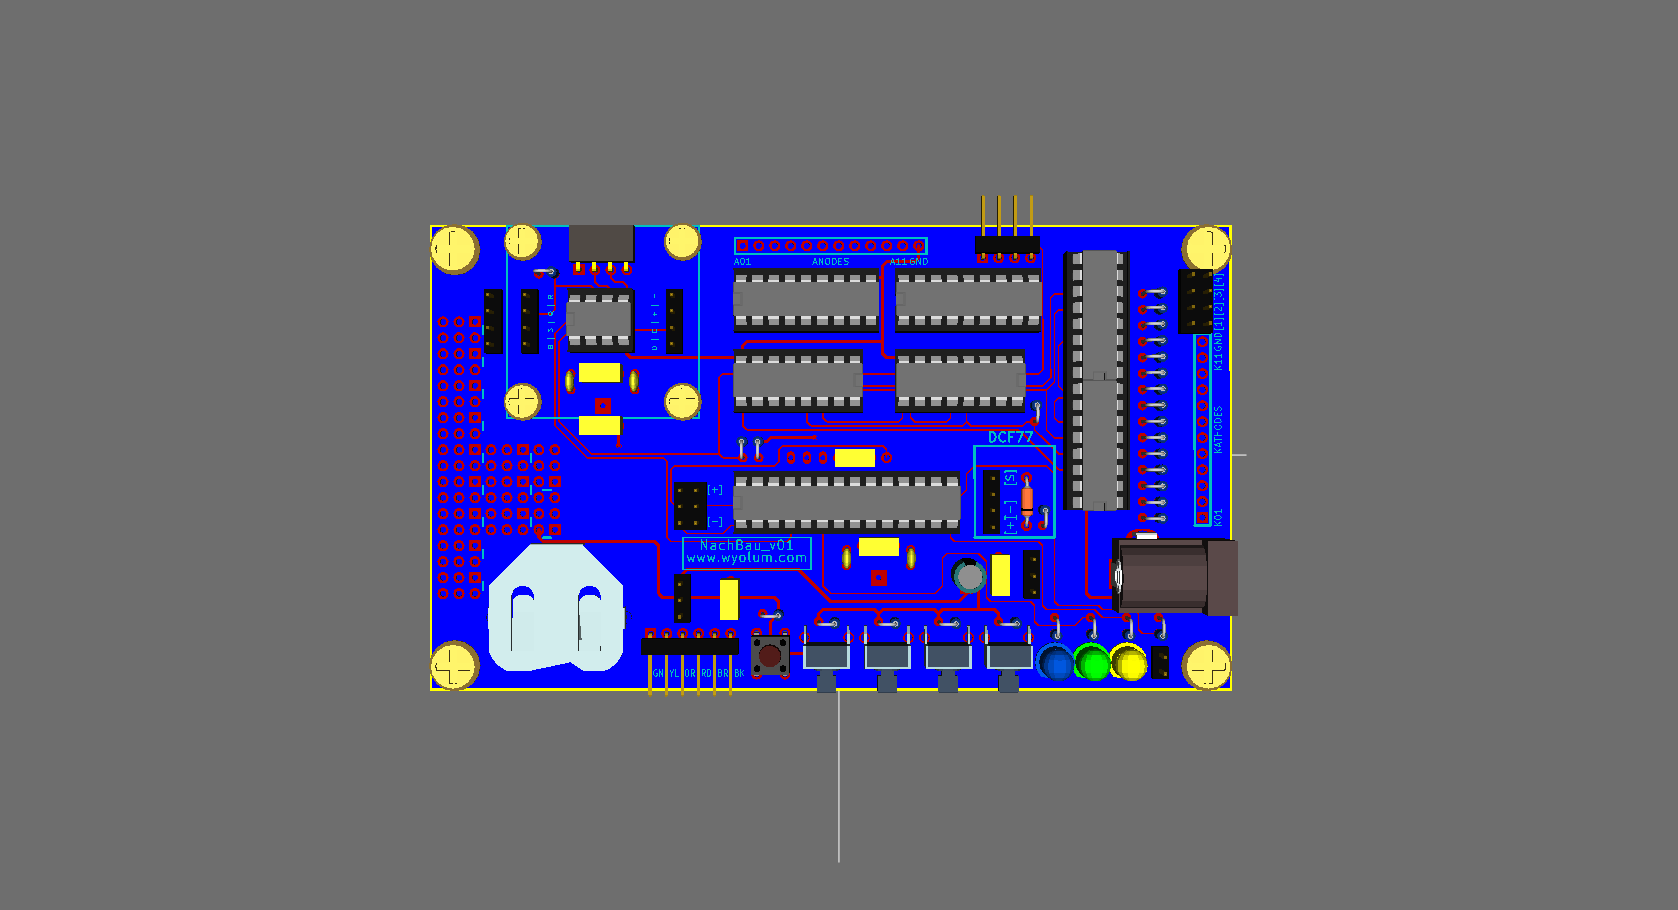 A01 ANODES A11 GND
DCF77
[+]
[-]
[S]
[+|-]
NachBau_v01
www.wyolum.com
GN YL OR RD BR BK
K11 GND [1][2][3][4]
KATHODES
K01